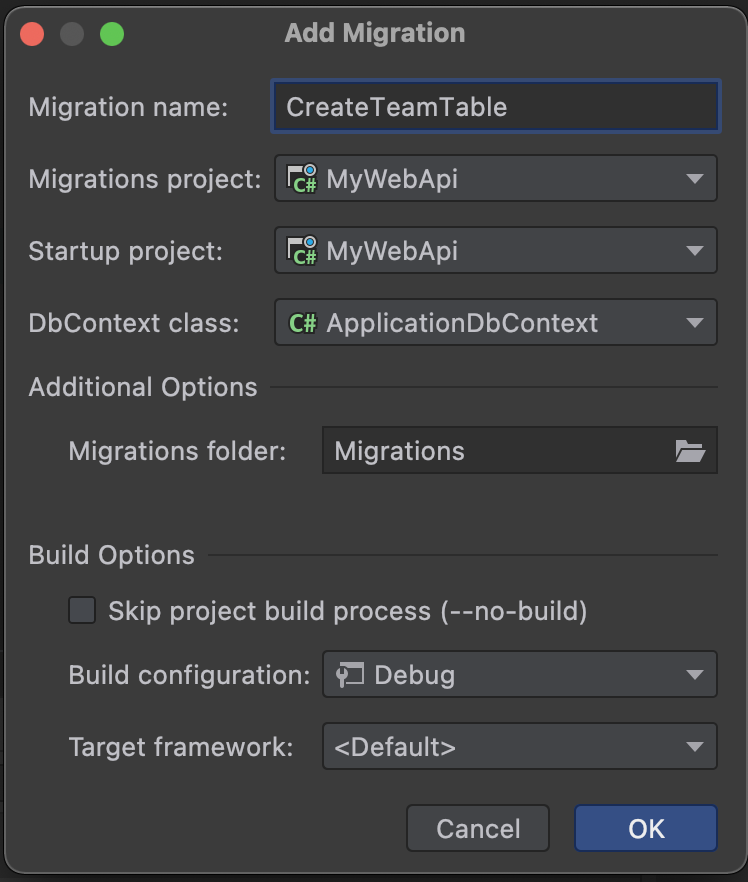 Add Migration
Migration name: CreateTeamTable
Migrations project: C# MyWebApi
Startup project: C# MyWebApi
DbContext class: C# ApplicationDbContext
Additional Options
Migrations folder: Migrations
Build Options
Skip project build process (--no-build)
Build configuration: Debug
Target framework: <Default>
Cancel OK